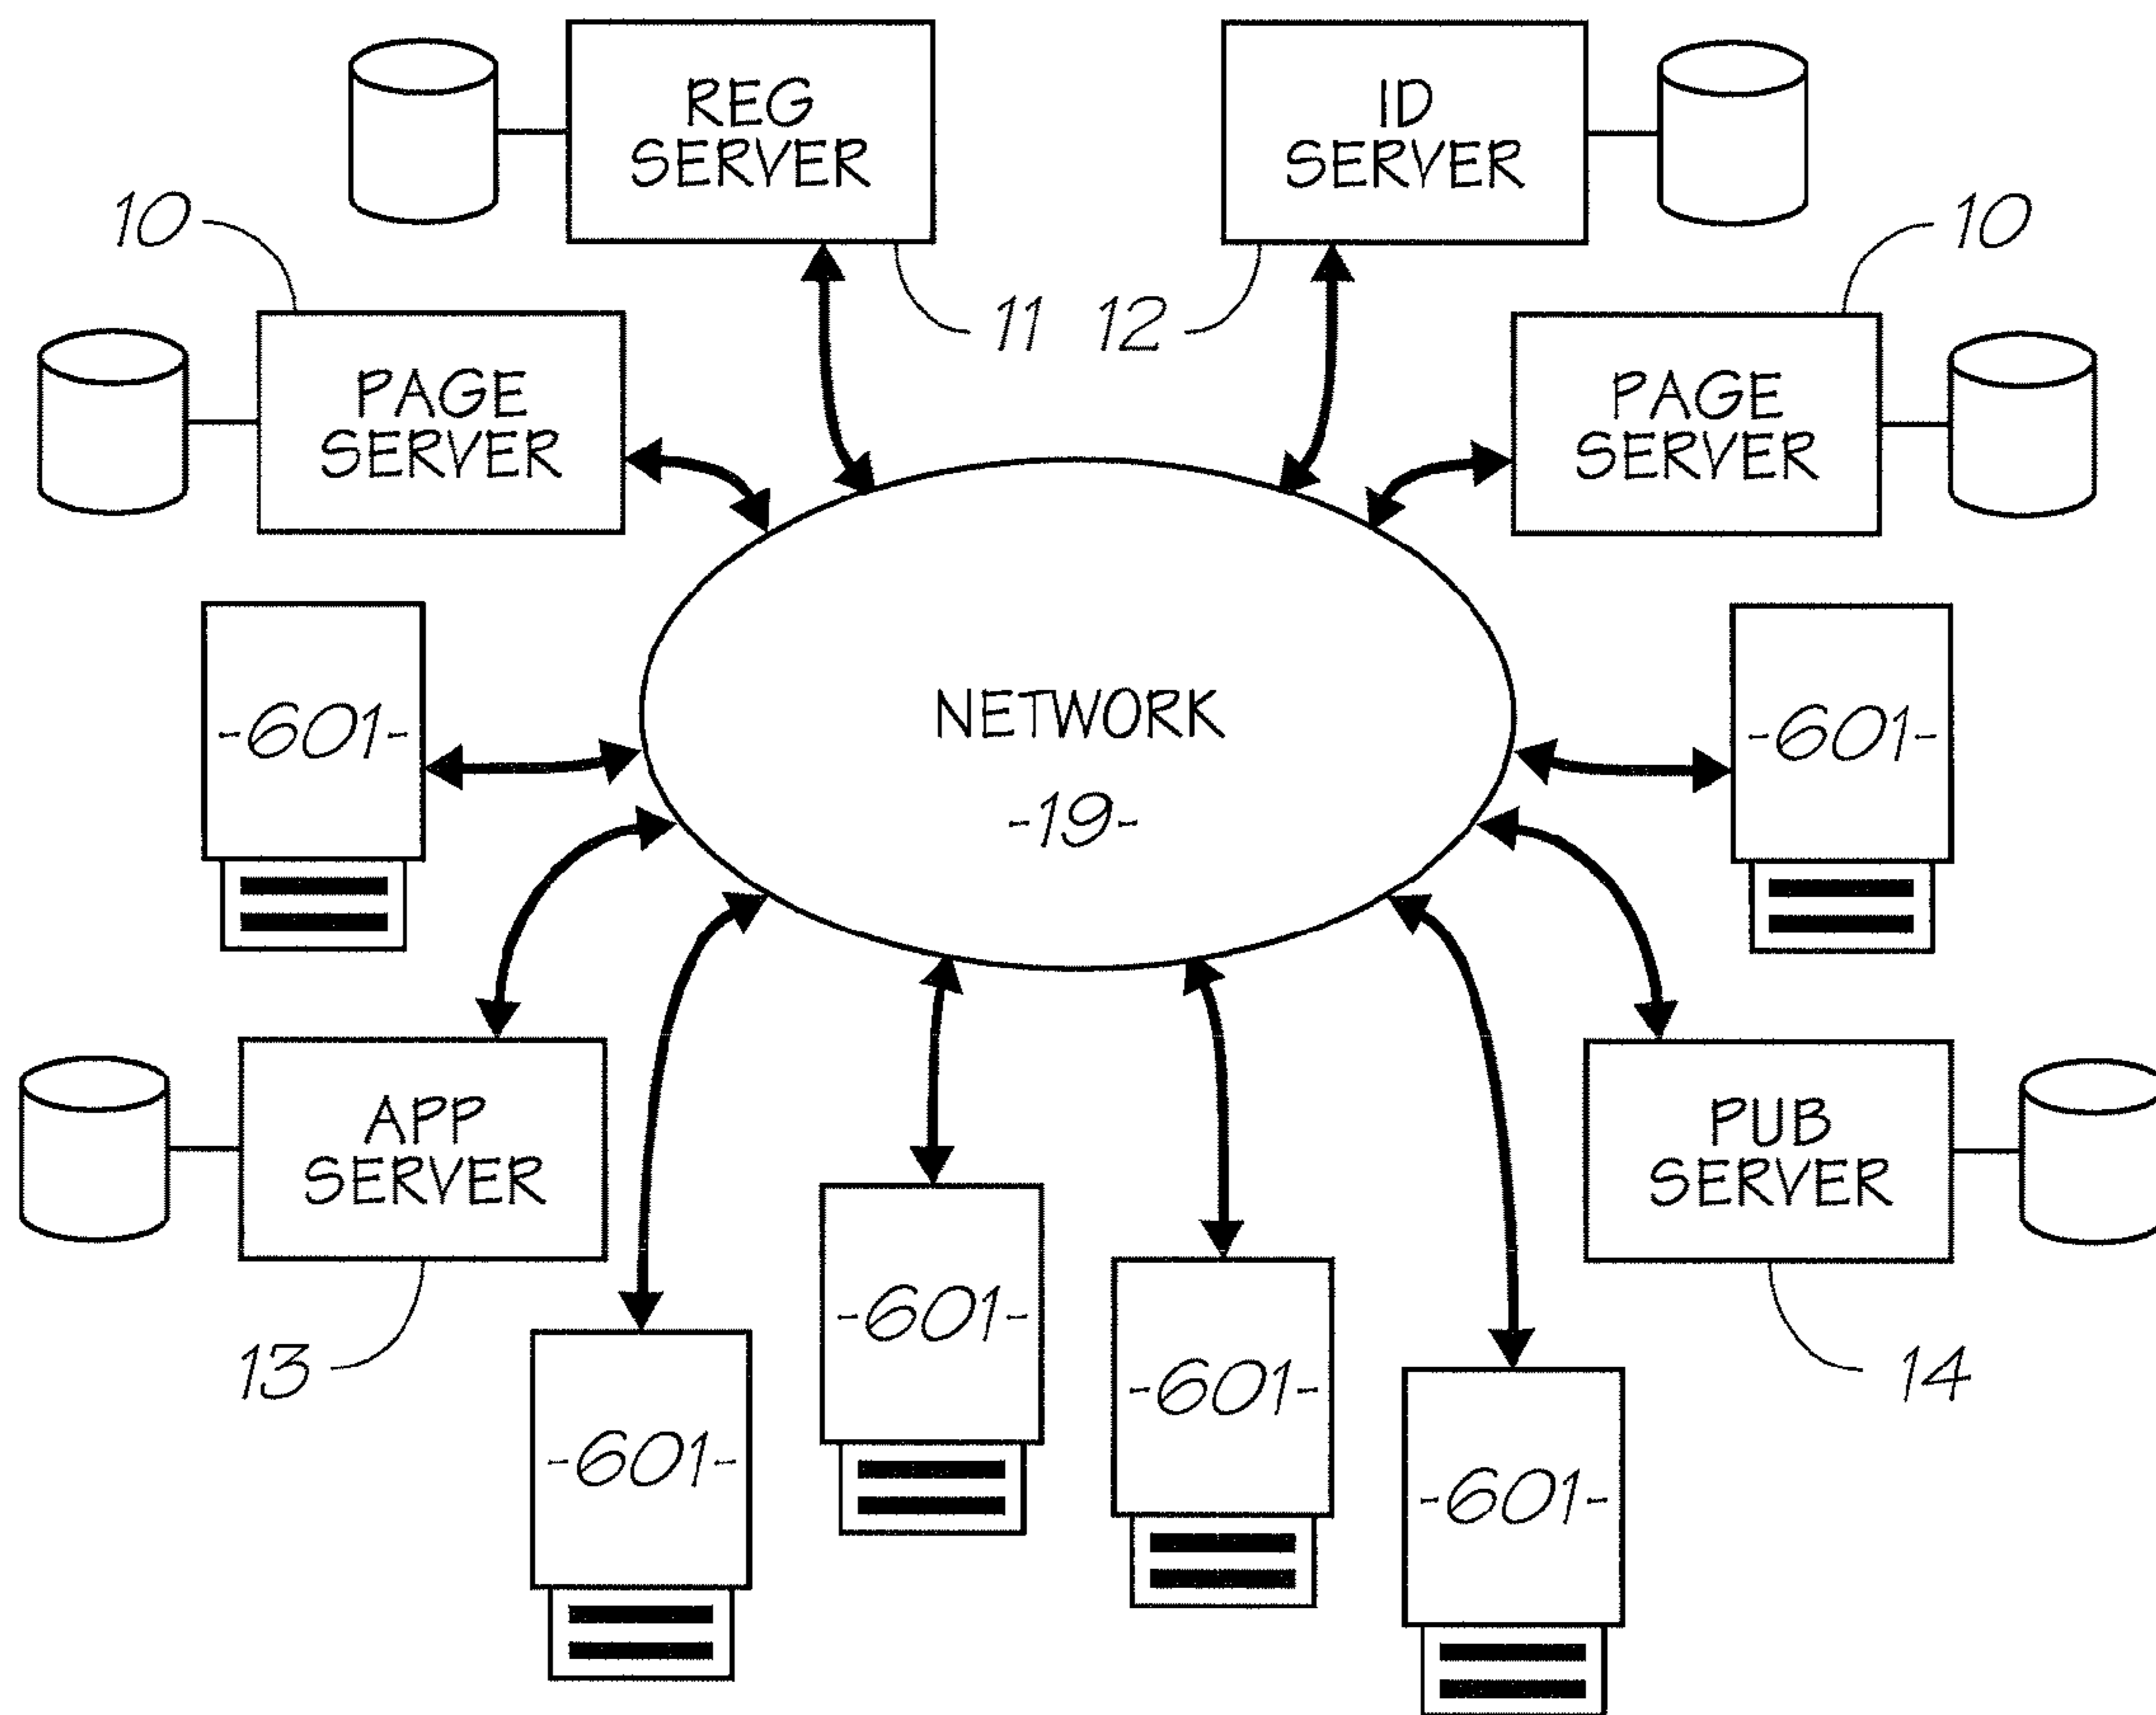 REG
SERVER
ID
SERVER
10
10
11
12
PAGE
SERVER
PAGE
SERVER
-601-
NETWORK
-19-
-601-
APP
SERVER
PUB
SERVER
-601-
-601-
13
14
-601-
-601-